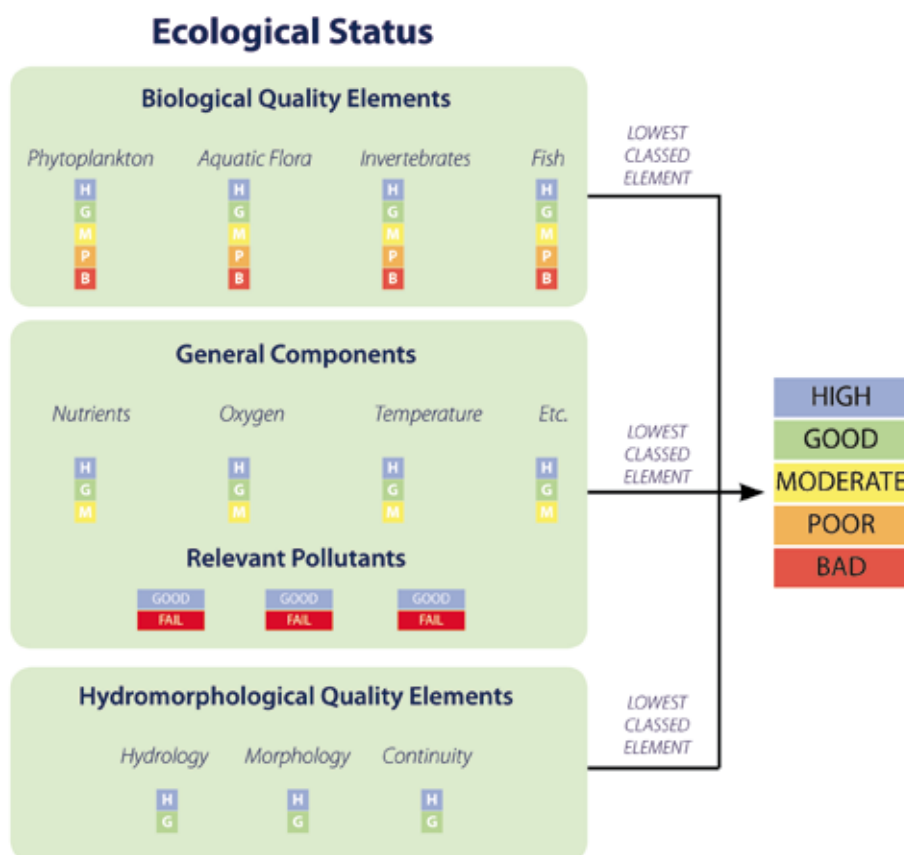 Ecological Status
Biological Quality Elements
Phytoplankton Aquatic Flora Invertebrates Fish
H H H H
G G G G
M M M M
P P P P
B B B B
LOWEST
CLASSED
ELEMENT
General Components
Nutrients Oxygen Temperature Etc.
H H H H
G G G G
M M M M
Relevant Pollutants
GOOD GOOD GOOD
FAIL FAIL FAIL
LOWEST
CLASSED
ELEMENT
Hydromorphological Quality Elements
Hydrology Morphology Continuity
H H H
G G G
LOWEST
CLASSED
ELEMENT
HIGH
GOOD
MODERATE
POOR
BAD